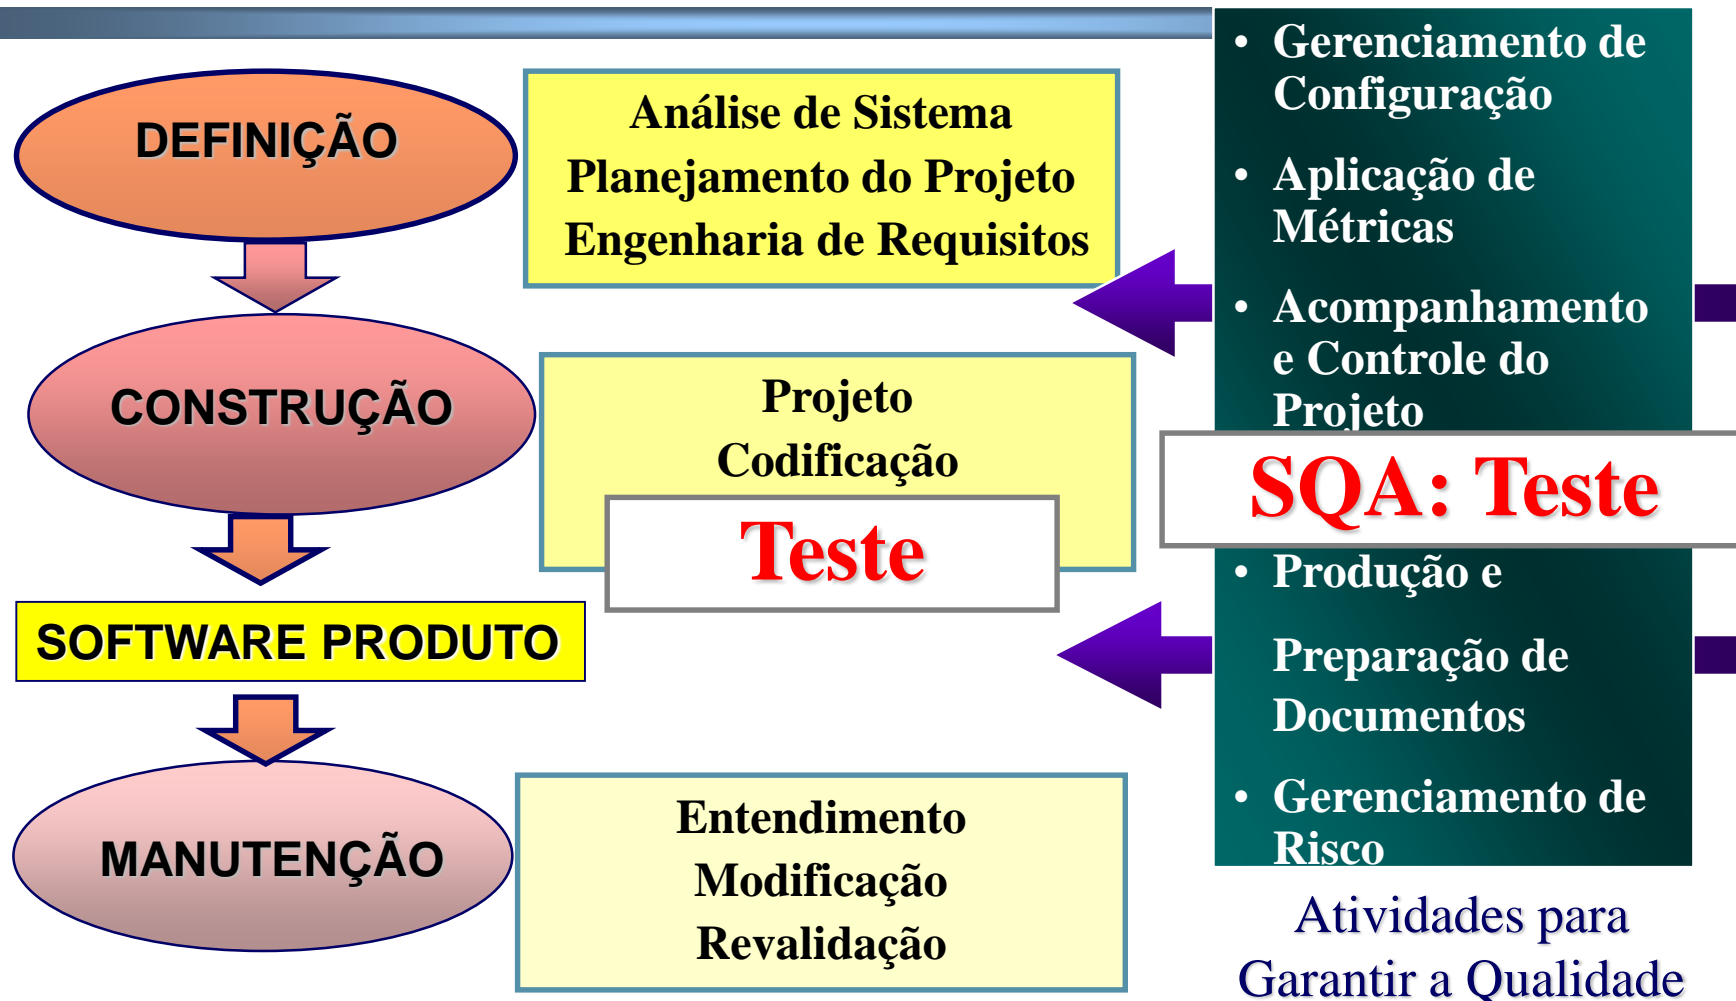 DEFINIÇÃO
Análise de Sistema
Planejamento do Projeto
Engenharia de Requisitos
CONSTRUÇÃO
Projeto
Codificação
Teste
SOFTWARE PRODUTO
MANUTENÇÃO
Entendimento
Modificação
Revalidação
• Gerenciamento de
Configuração
• Aplicação de
Métricas
• Acompanhamento
e Controle do
Projeto
SQA: Teste
• Produção e
Preparação de
Documentos
• Gerenciamento de
Risco
Atividades para
Garantir a Qualidade